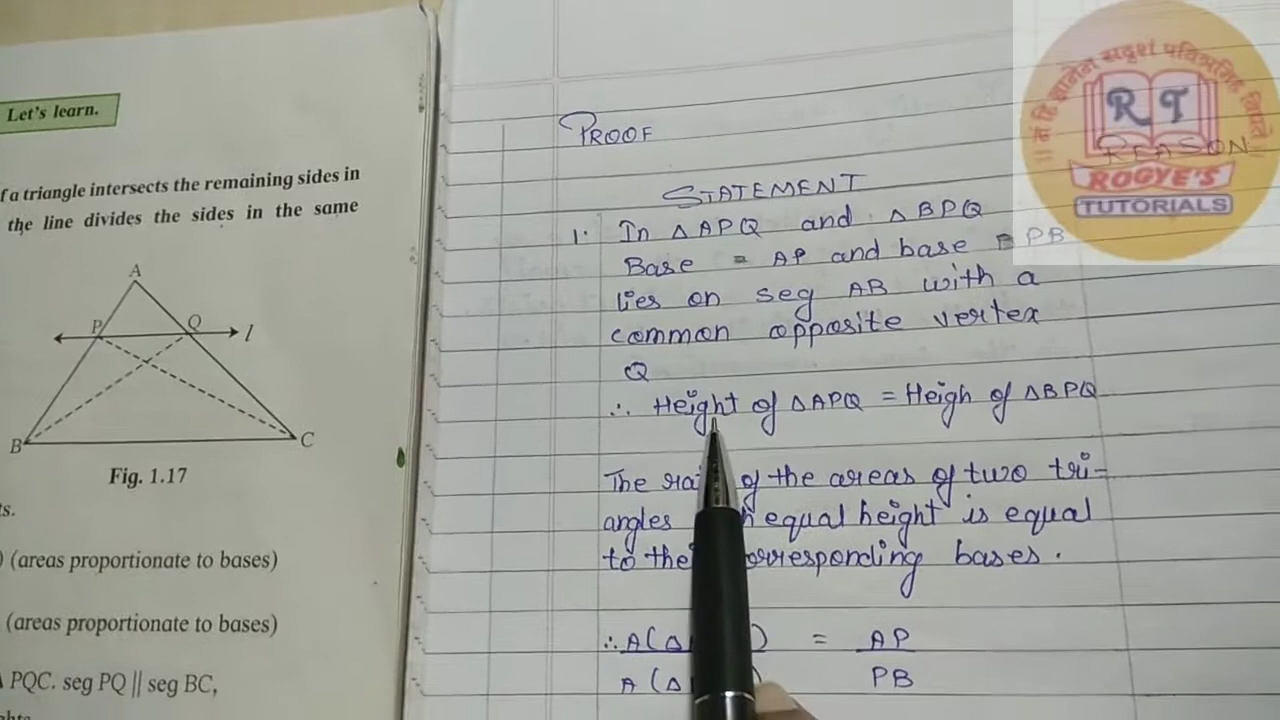 Let's learn.
f a triangle intersects the remaining sides in
the line divides the sides in the same
A
P
Q
l
B
C
Fig. 1.17
ts.
) (areas proportionate to bases)
(areas proportionate to bases)
PQC. seg PQ || seg BC,
PROOF
STATEMENT
REASON
1. In △APQ and △BPQ
Base = AP and base = PB
lies on seg AB with a
common opposite vertex
Q
∴ Height of △APQ = Heigh of △BPQ
The of the areas of two tri-
angles equal height is equal
to the corresponding bases.
∴ A(△ ) = AP
A (△ ) PB
RT
ROGYE'S
TUTORIALS